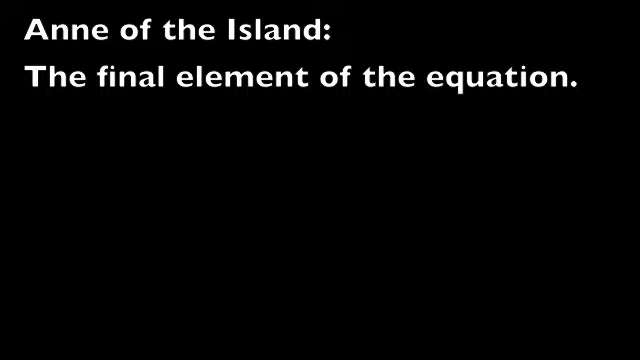 Anne of the Island:
The final element of the equation.